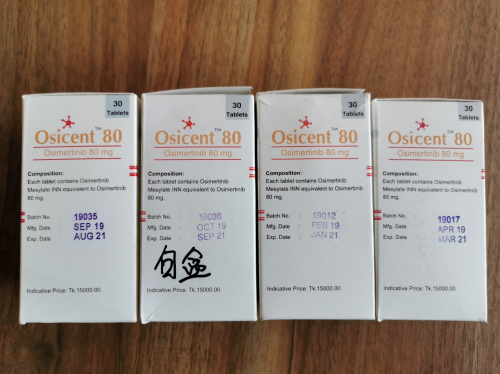 30
Tablets
Osicent™ 80
Osimertinib 80 mg
Composition:
Each tablet contains Osimertinib
Mesylate INN equivalent to Osimertinib
80 mg.
Batch No. : 19035
Mfg. Date : SEP 19
Exp. Date : AUG 21
Indicative Price: Tk.15000.00
30
Tablets
Osicent™ 80
Osimertinib 80 mg
Composition:
Each tablet contains Osimertinib
Mesylate INN equivalent to Osimertinib
80 mg.
Batch No. : 19036
Mfg. Date : OCT 19
Exp. Date : SEP 21
白盒
Indicative Price: Tk.15000.00
30
Tablets
Osicent™ 80
Osimertinib 80 mg
Composition:
Each tablet contains Osimertinib
Mesylate INN equivalent to Osimertinib
80 mg.
Batch No. : 19012
Mfg. Date : FEB 19
Exp. Date : JAN 21
Indicative Price: Tk.15000.00
30
Tablets
Osicent™ 80
Osimertinib 80 mg
Composition:
Each tablet contains Osimertinib
Mesylate INN equivalent to Osimertinib
80 mg.
Batch No. : 19017
Mfg. Date : APR 19
Exp. Date : MAR 21
Indicative Price: Tk.15000.00